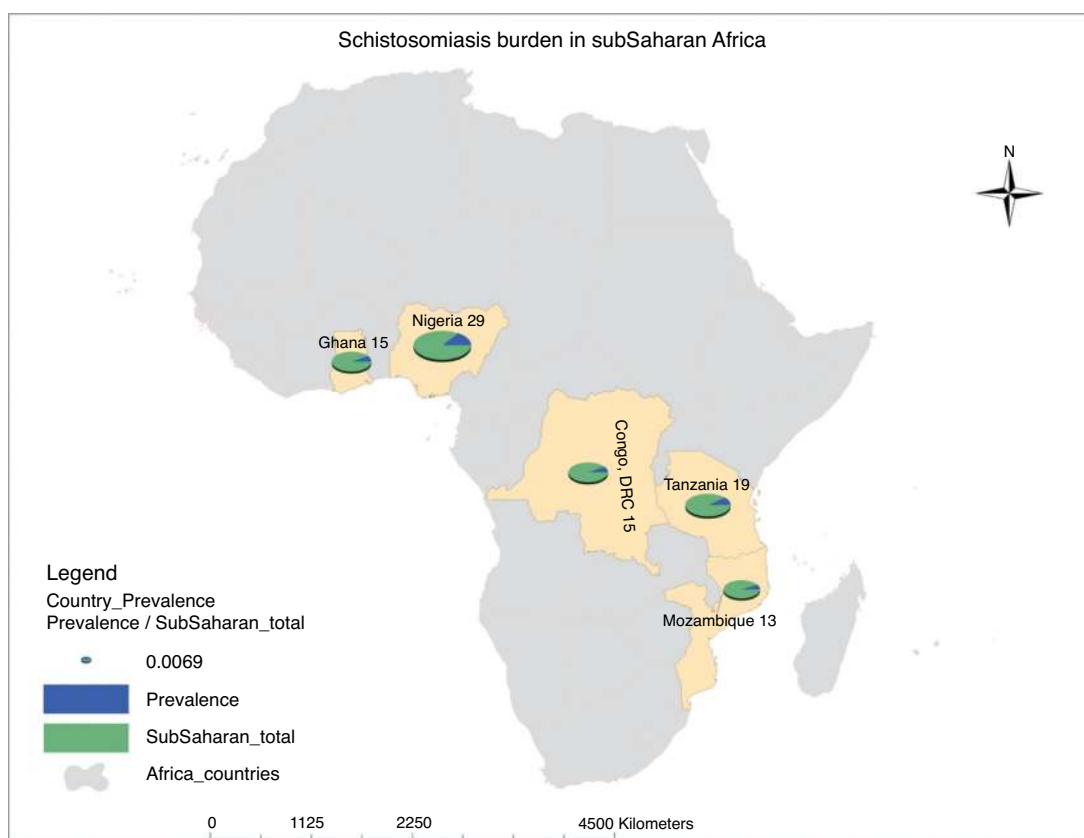 Schistosomiasis burden in subSaharan Africa
N
Nigeria 29
Ghana 15
Congo, DRC 15
Tanzania 19
Mozambique 13
Legend
Country_Prevalence
Prevalence / SubSaharan_total
0.0069
Prevalence
SubSaharan_total
Africa_countries
0 1125 2250 4500 Kilometers